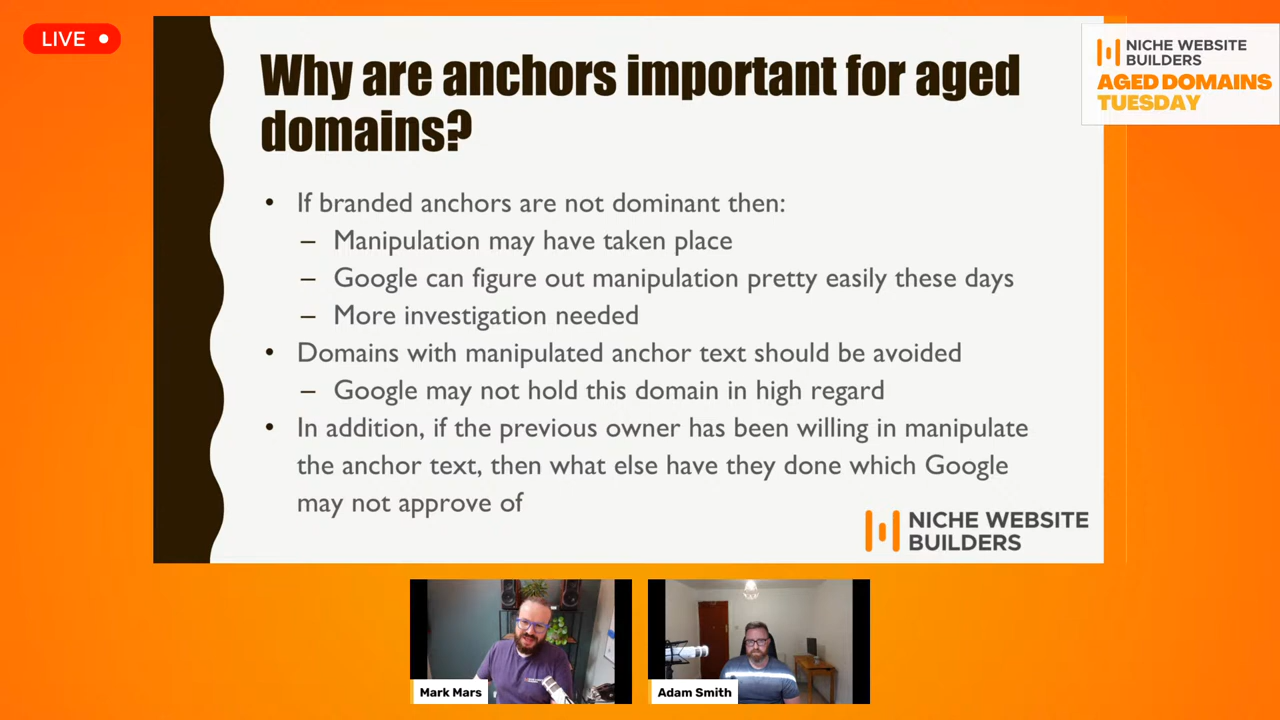 LIVE
NICHE WEBSITE
BUILDERS
AGED DOMAINS
TUESDAY
Why are anchors important for aged
domains?
• If branded anchors are not dominant then:
– Manipulation may have taken place
– Google can figure out manipulation pretty easily these days
– More investigation needed
• Domains with manipulated anchor text should be avoided
– Google may not hold this domain in high regard
• In addition, if the previous owner has been willing in manipulate
the anchor text, then what else have they done which Google
may not approve of
NICHE WEBSITE
BUILDERS
Mark Mars
Adam Smith